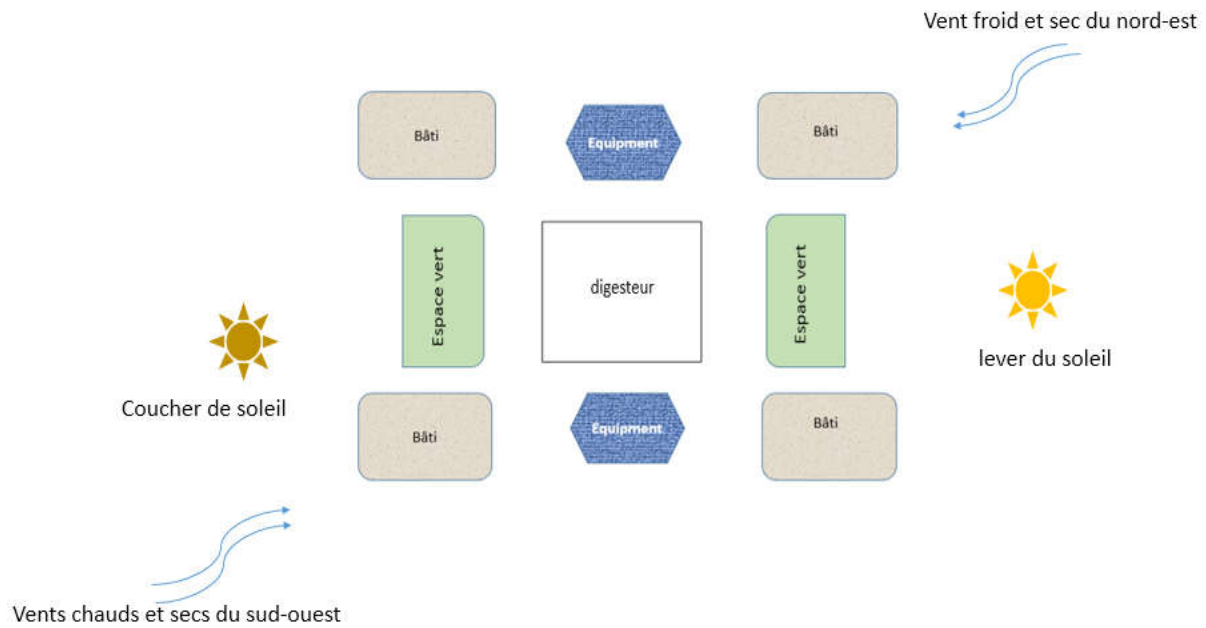 Vent froid et sec du nord-est
Bâti
Equipment
Bâti
Espace vert
digesteur
Espace vert
lever du soleil
Coucher de soleil
Bâti
Equipment
Bâti
Vents chauds et secs du sud-ouest